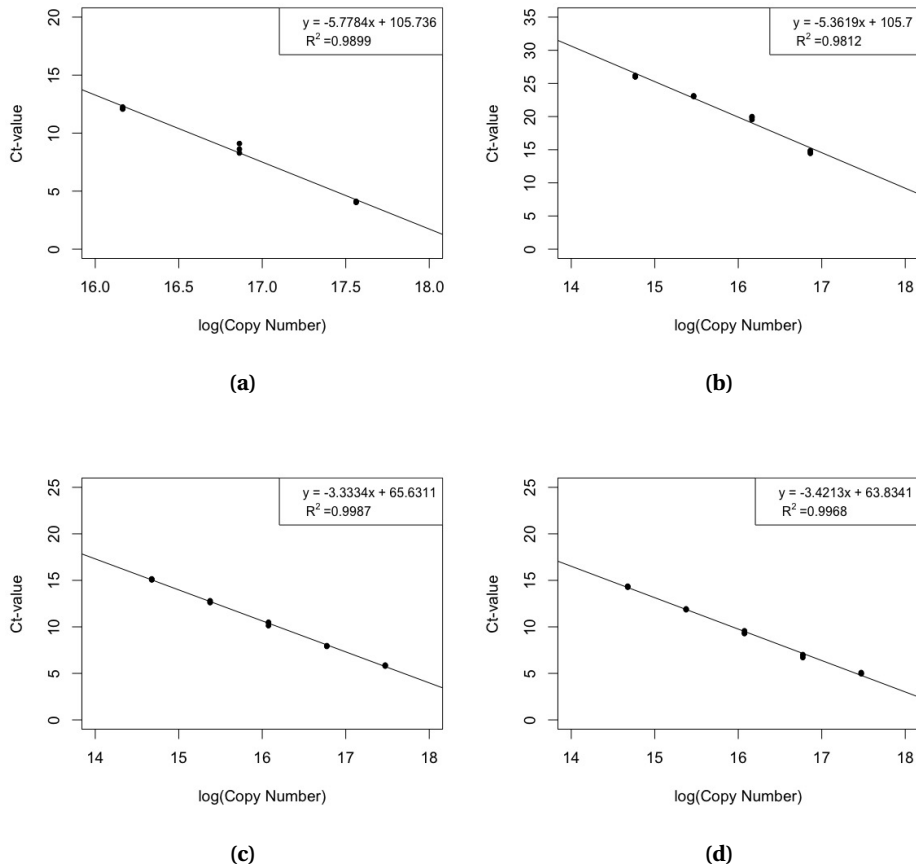 y = -5.7784x + 105.736
R² =0.9899
20
15
10
5
0
Ct-value
16.0 16.5 17.0 17.5 18.0
log(Copy Number)
(a)
y = -5.3619x + 105.7
R² =0.9812
35
30
25
20
15
10
5
0
Ct-value
14 15 16 17 18
log(Copy Number)
(b)
y = -3.3334x + 65.6311
R² =0.9987
25
20
15
10
5
0
Ct-value
14 15 16 17 18
log(Copy Number)
(c)
y = -3.4213x + 63.8341
R² =0.9968
25
20
15
10
5
0
Ct-value
14 15 16 17 18
log(Copy Number)
(d)